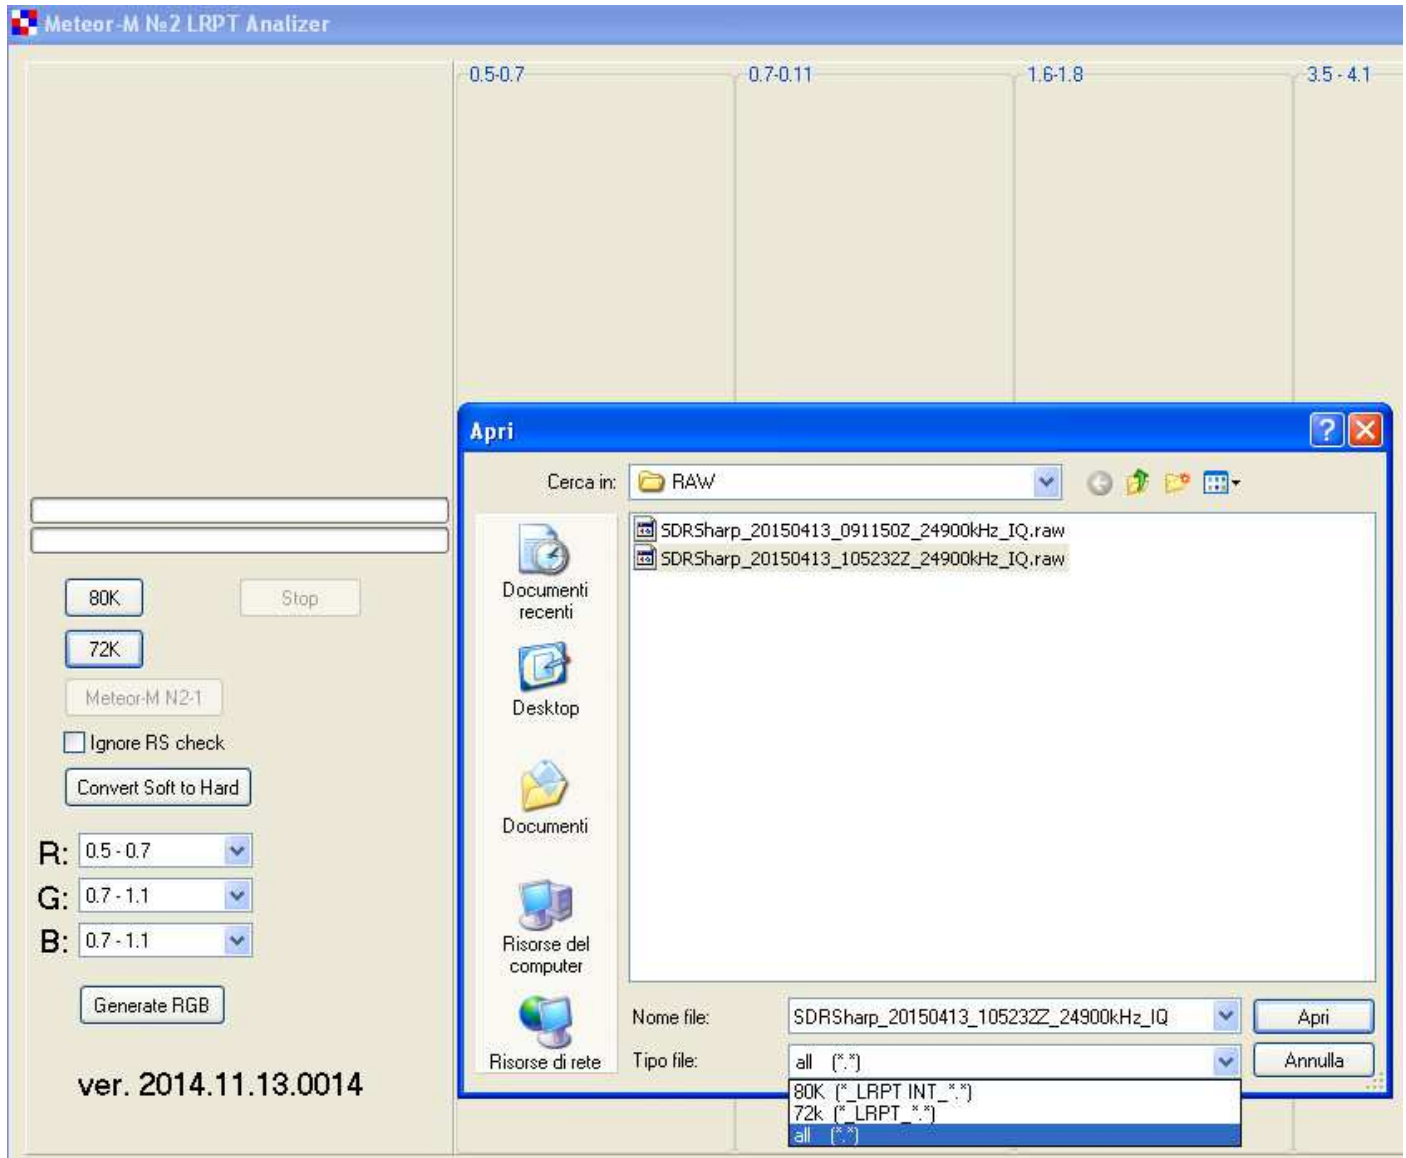 Meteor-M №2 LRPT Analizer
0.5-0.7
0.7-0.11
1.6-1.8
3.5 - 4.1
80K
Stop
72K
Meteor-M N2-1
Ignore RS check
Convert Soft to Hard
R: 0.5 - 0.7
G: 0.7 - 1.1
B: 0.7 - 1.1
Generate RGB
ver. 2014.11.13.0014
Apri
Cerca in: RAW
Documenti recenti
Desktop
Documenti
Risorse del computer
Risorse di rete
SDRSharp_20150413_091150Z_24900kHz_IQ.raw
SDRSharp_20150413_105232Z_24900kHz_IQ.raw
Nome file: SDRSharp_20150413_105232Z_24900kHz_IQ Apri
Tipo file: all (*.*) Annulla
80K (*_LRPT INT_*.*)
72k (*_LRPT_*.*)
all (*.*)